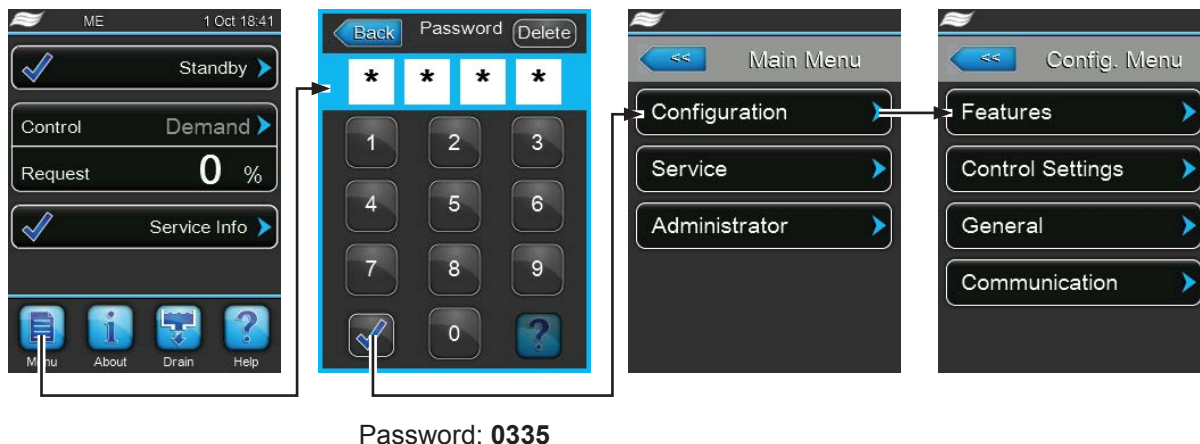 ME 1 Oct 18:41
Standby
Control Demand
Request 0 %
Service Info
Menu About Drain Help
Back Password Delete
* * * *
1 2 3
4 5 6
7 8 9
0 ?
<< Main Menu
Configuration
Service
Administrator
<< Config. Menu
Features
Control Settings
General
Communication
Password: 0335